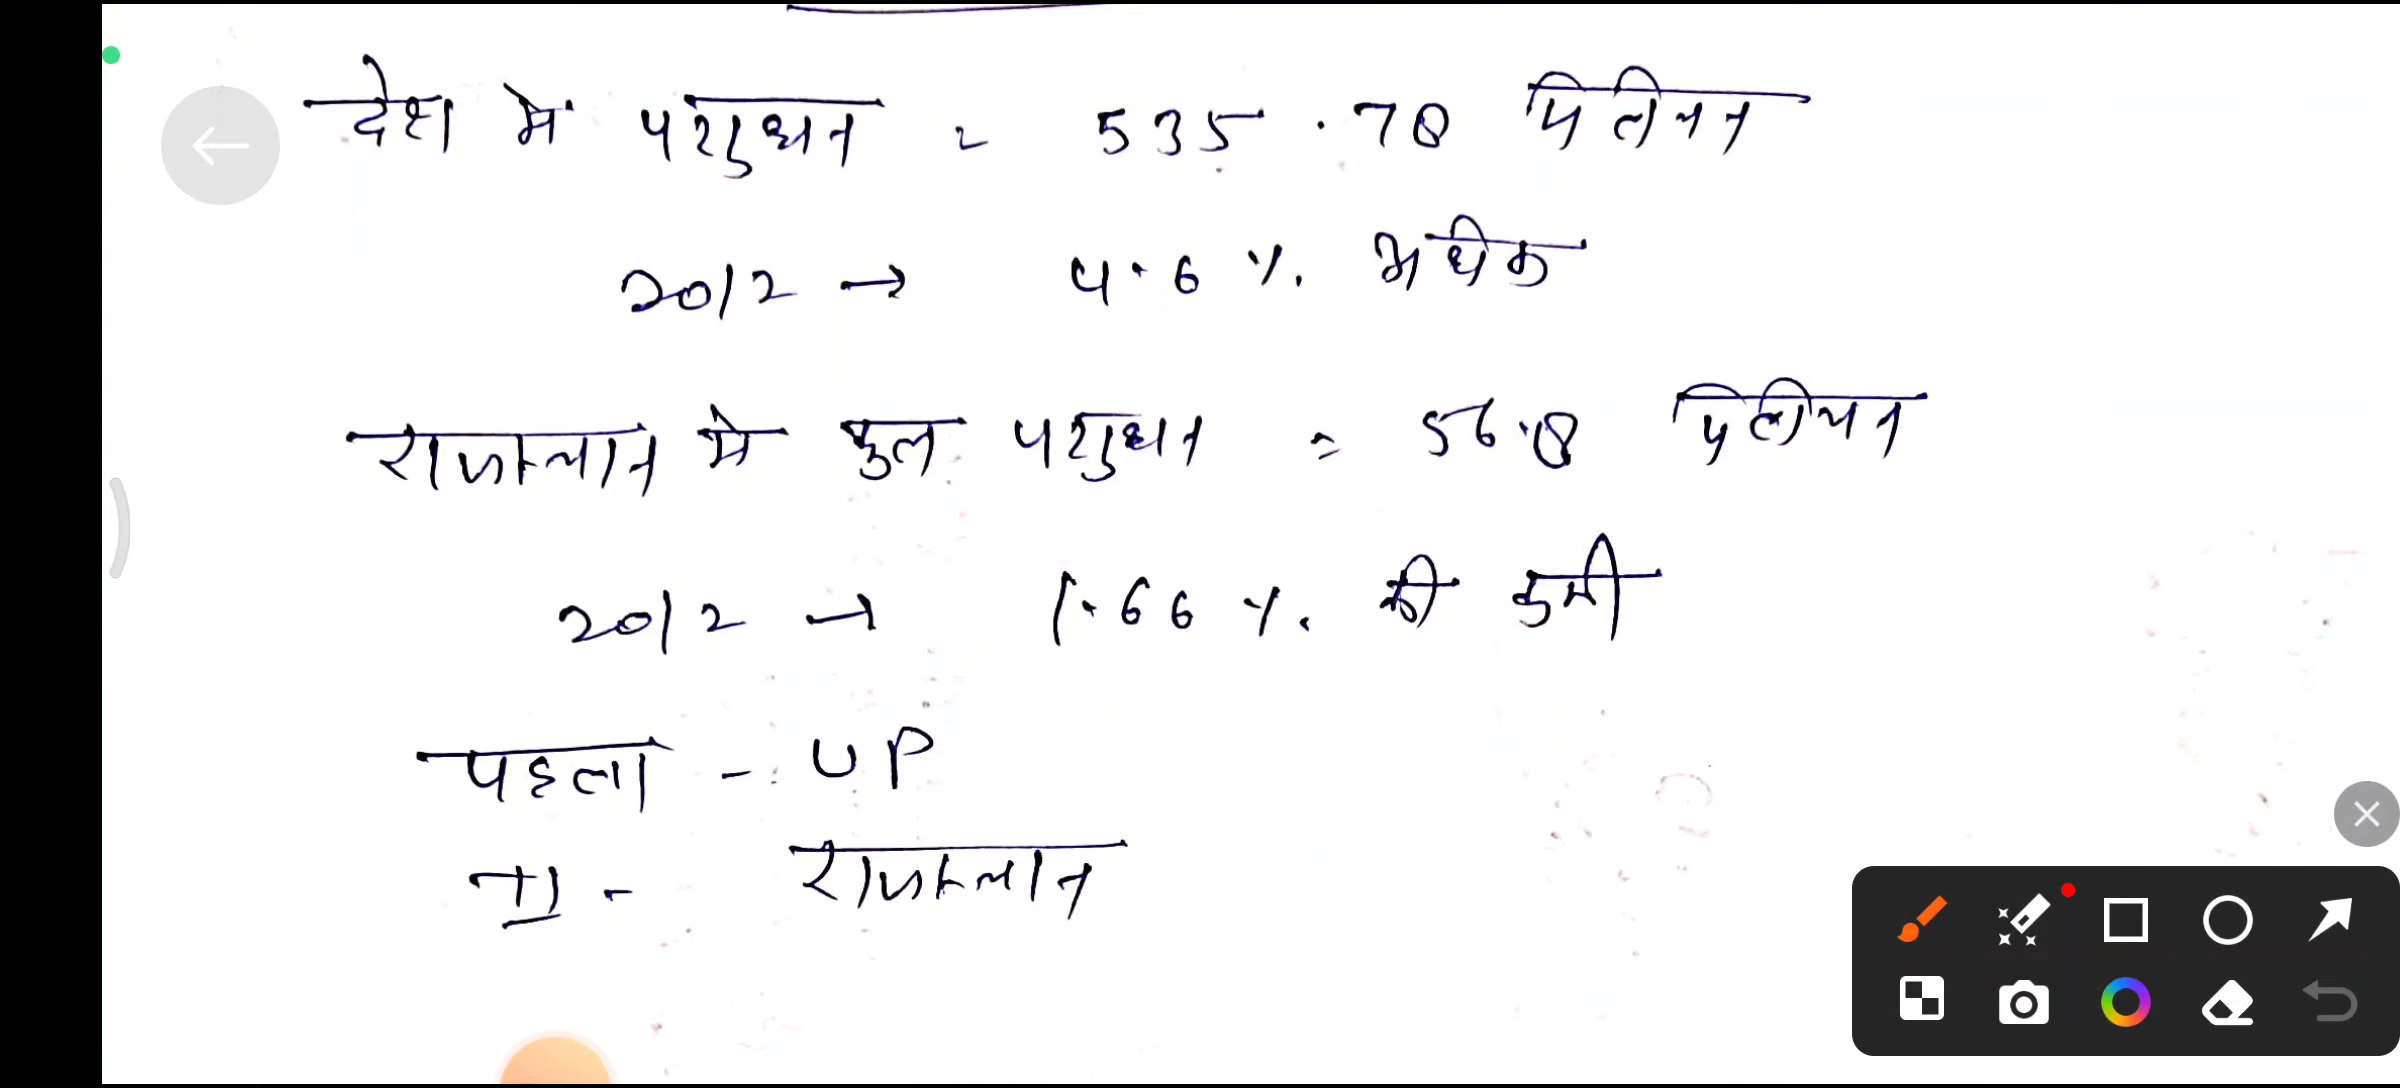 देश में पशुधन = 535.78 मिलियन
2012 → 4.6 %. अधिक
राजस्थान में कुल पशुधन = 56.8 मिलीयन
2012 → 1.66 %. की कमी
पहला - UP
II - राजस्थान